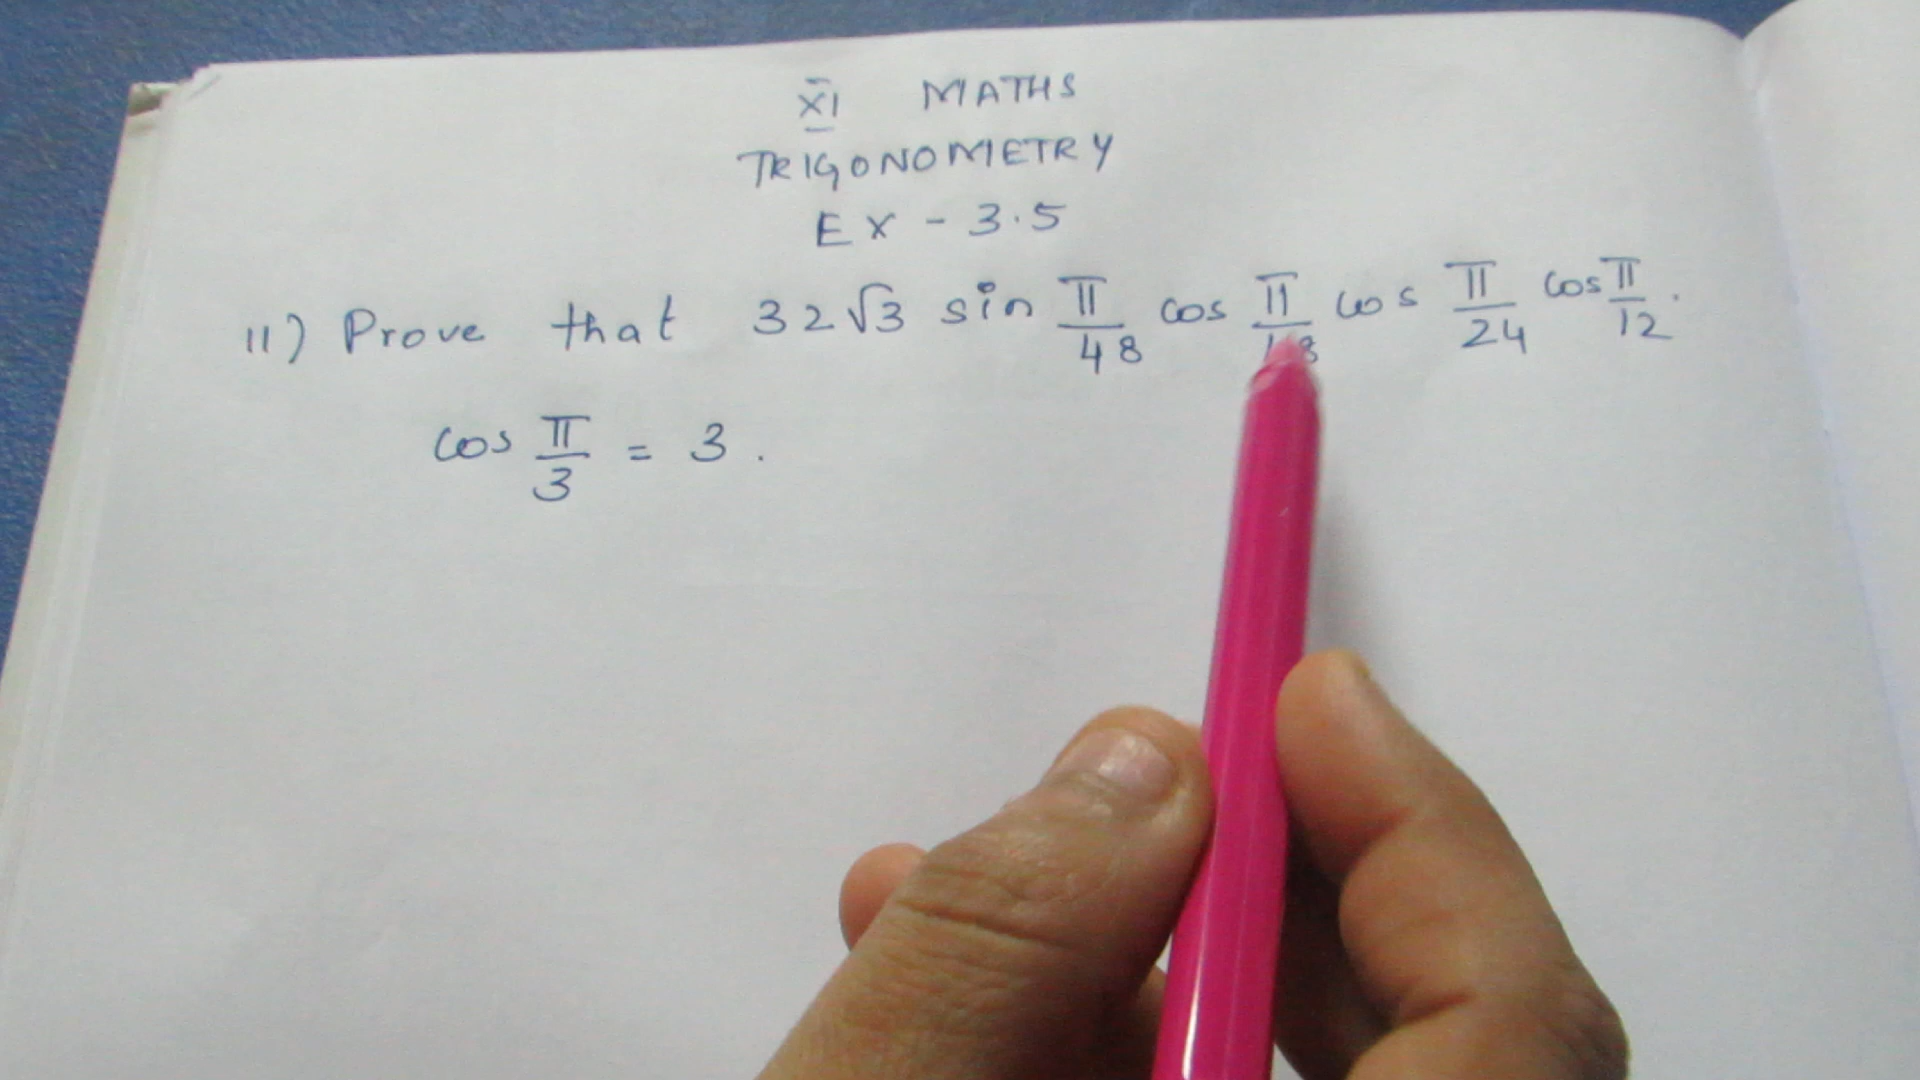 XI MATHS
TRIGONOMETRY
EX - 3.5
11) Prove that 32√3 sin π/48 cos π/48 cos π/24 cos π/12.
cos π/3 = 3.